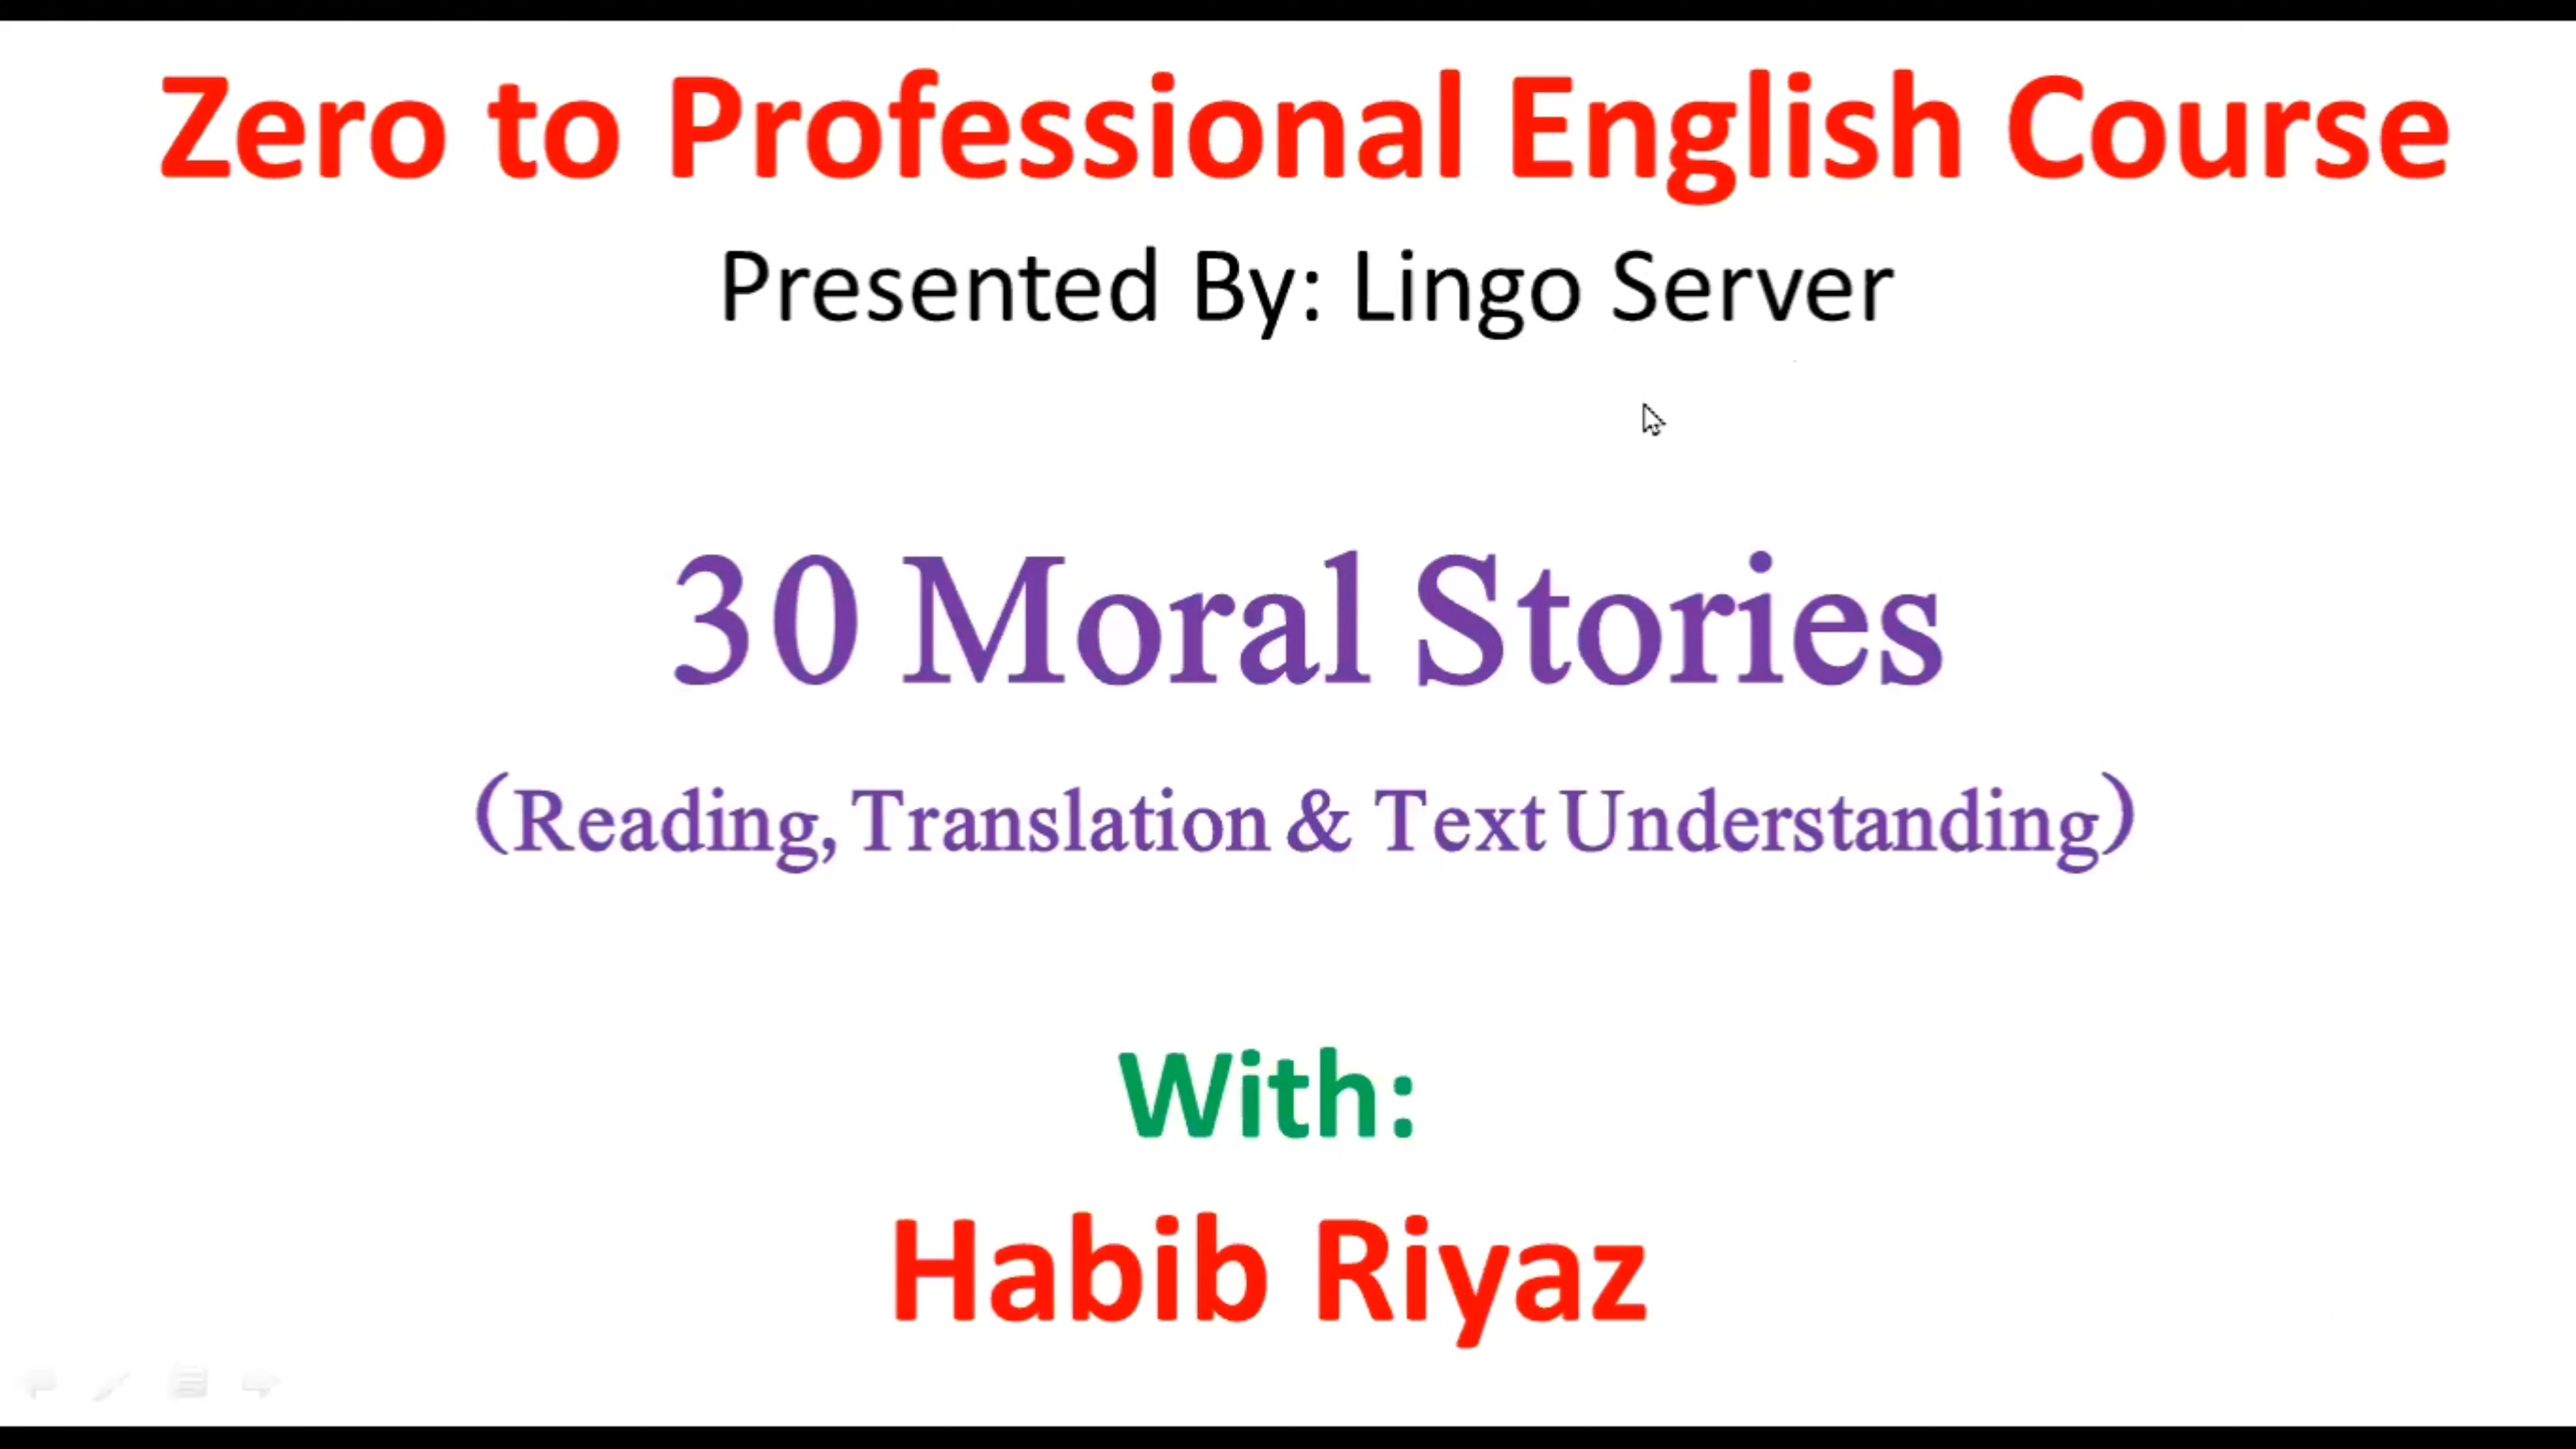 Zero to Professional English Course
Presented By: Lingo Server
30 Moral Stories
(Reading, Translation & Text Understanding)
With:
Habib Riyaz